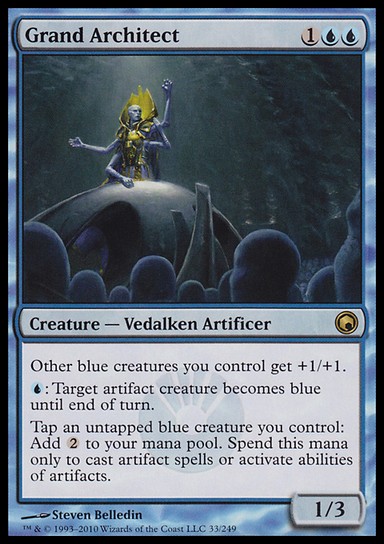 Grand Architect 1
Creature — Vedalken Artificer
Other blue creatures you control get +1/+1.
: Target artifact creature becomes blue
until end of turn.
Tap an untapped blue creature you control:
Add 2 to your mana pool. Spend this mana
only to cast artifact spells or activate abilities
of artifacts.
1/3
Steven Belledin
™ & © 1993–2010 Wizards of the Coast LLC 33/249